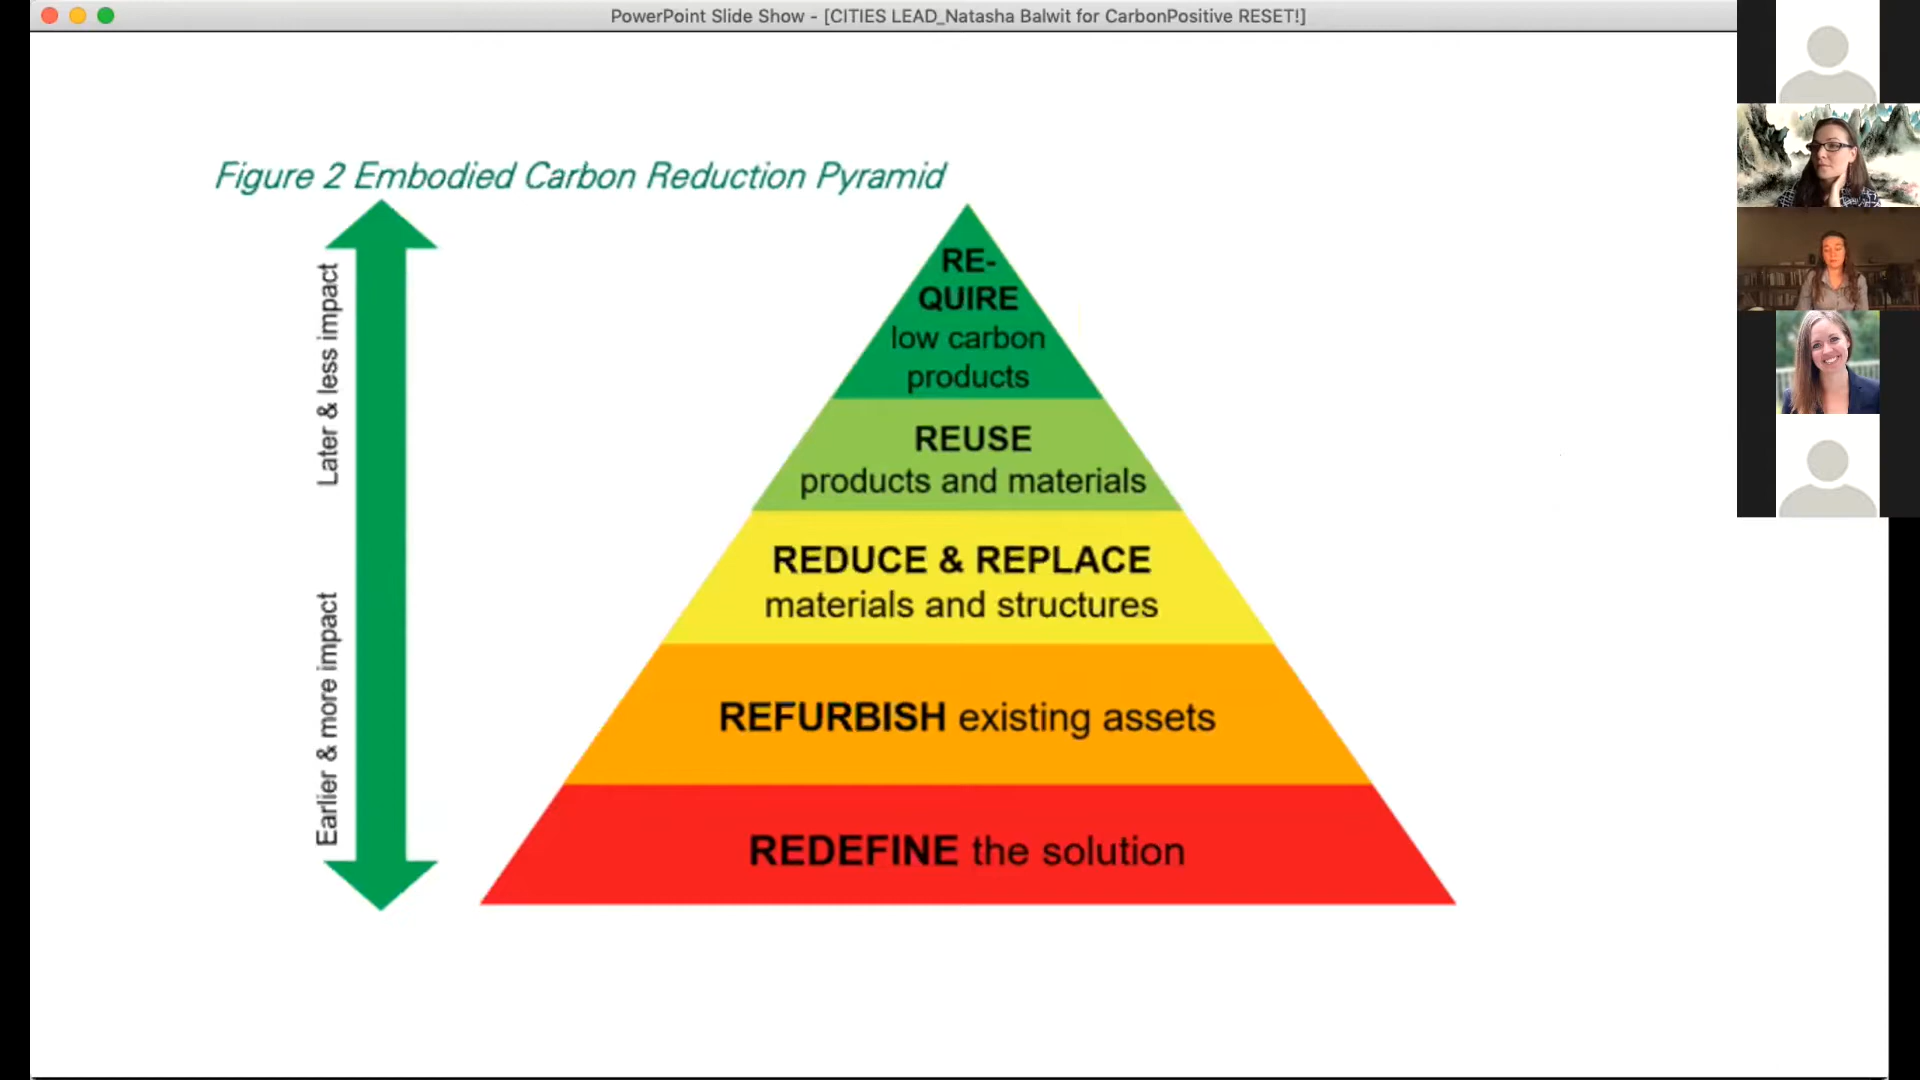 PowerPoint Slide Show - [CITIES LEAD_Natasha Balwit for CarbonPositive RESET!]
Figure 2 Embodied Carbon Reduction Pyramid
Later & less impact
Earlier & more impact
RE-
QUIRE
low carbon
products
REUSE
products and materials
REDUCE & REPLACE
materials and structures
REFURBISH existing assets
REDEFINE the solution